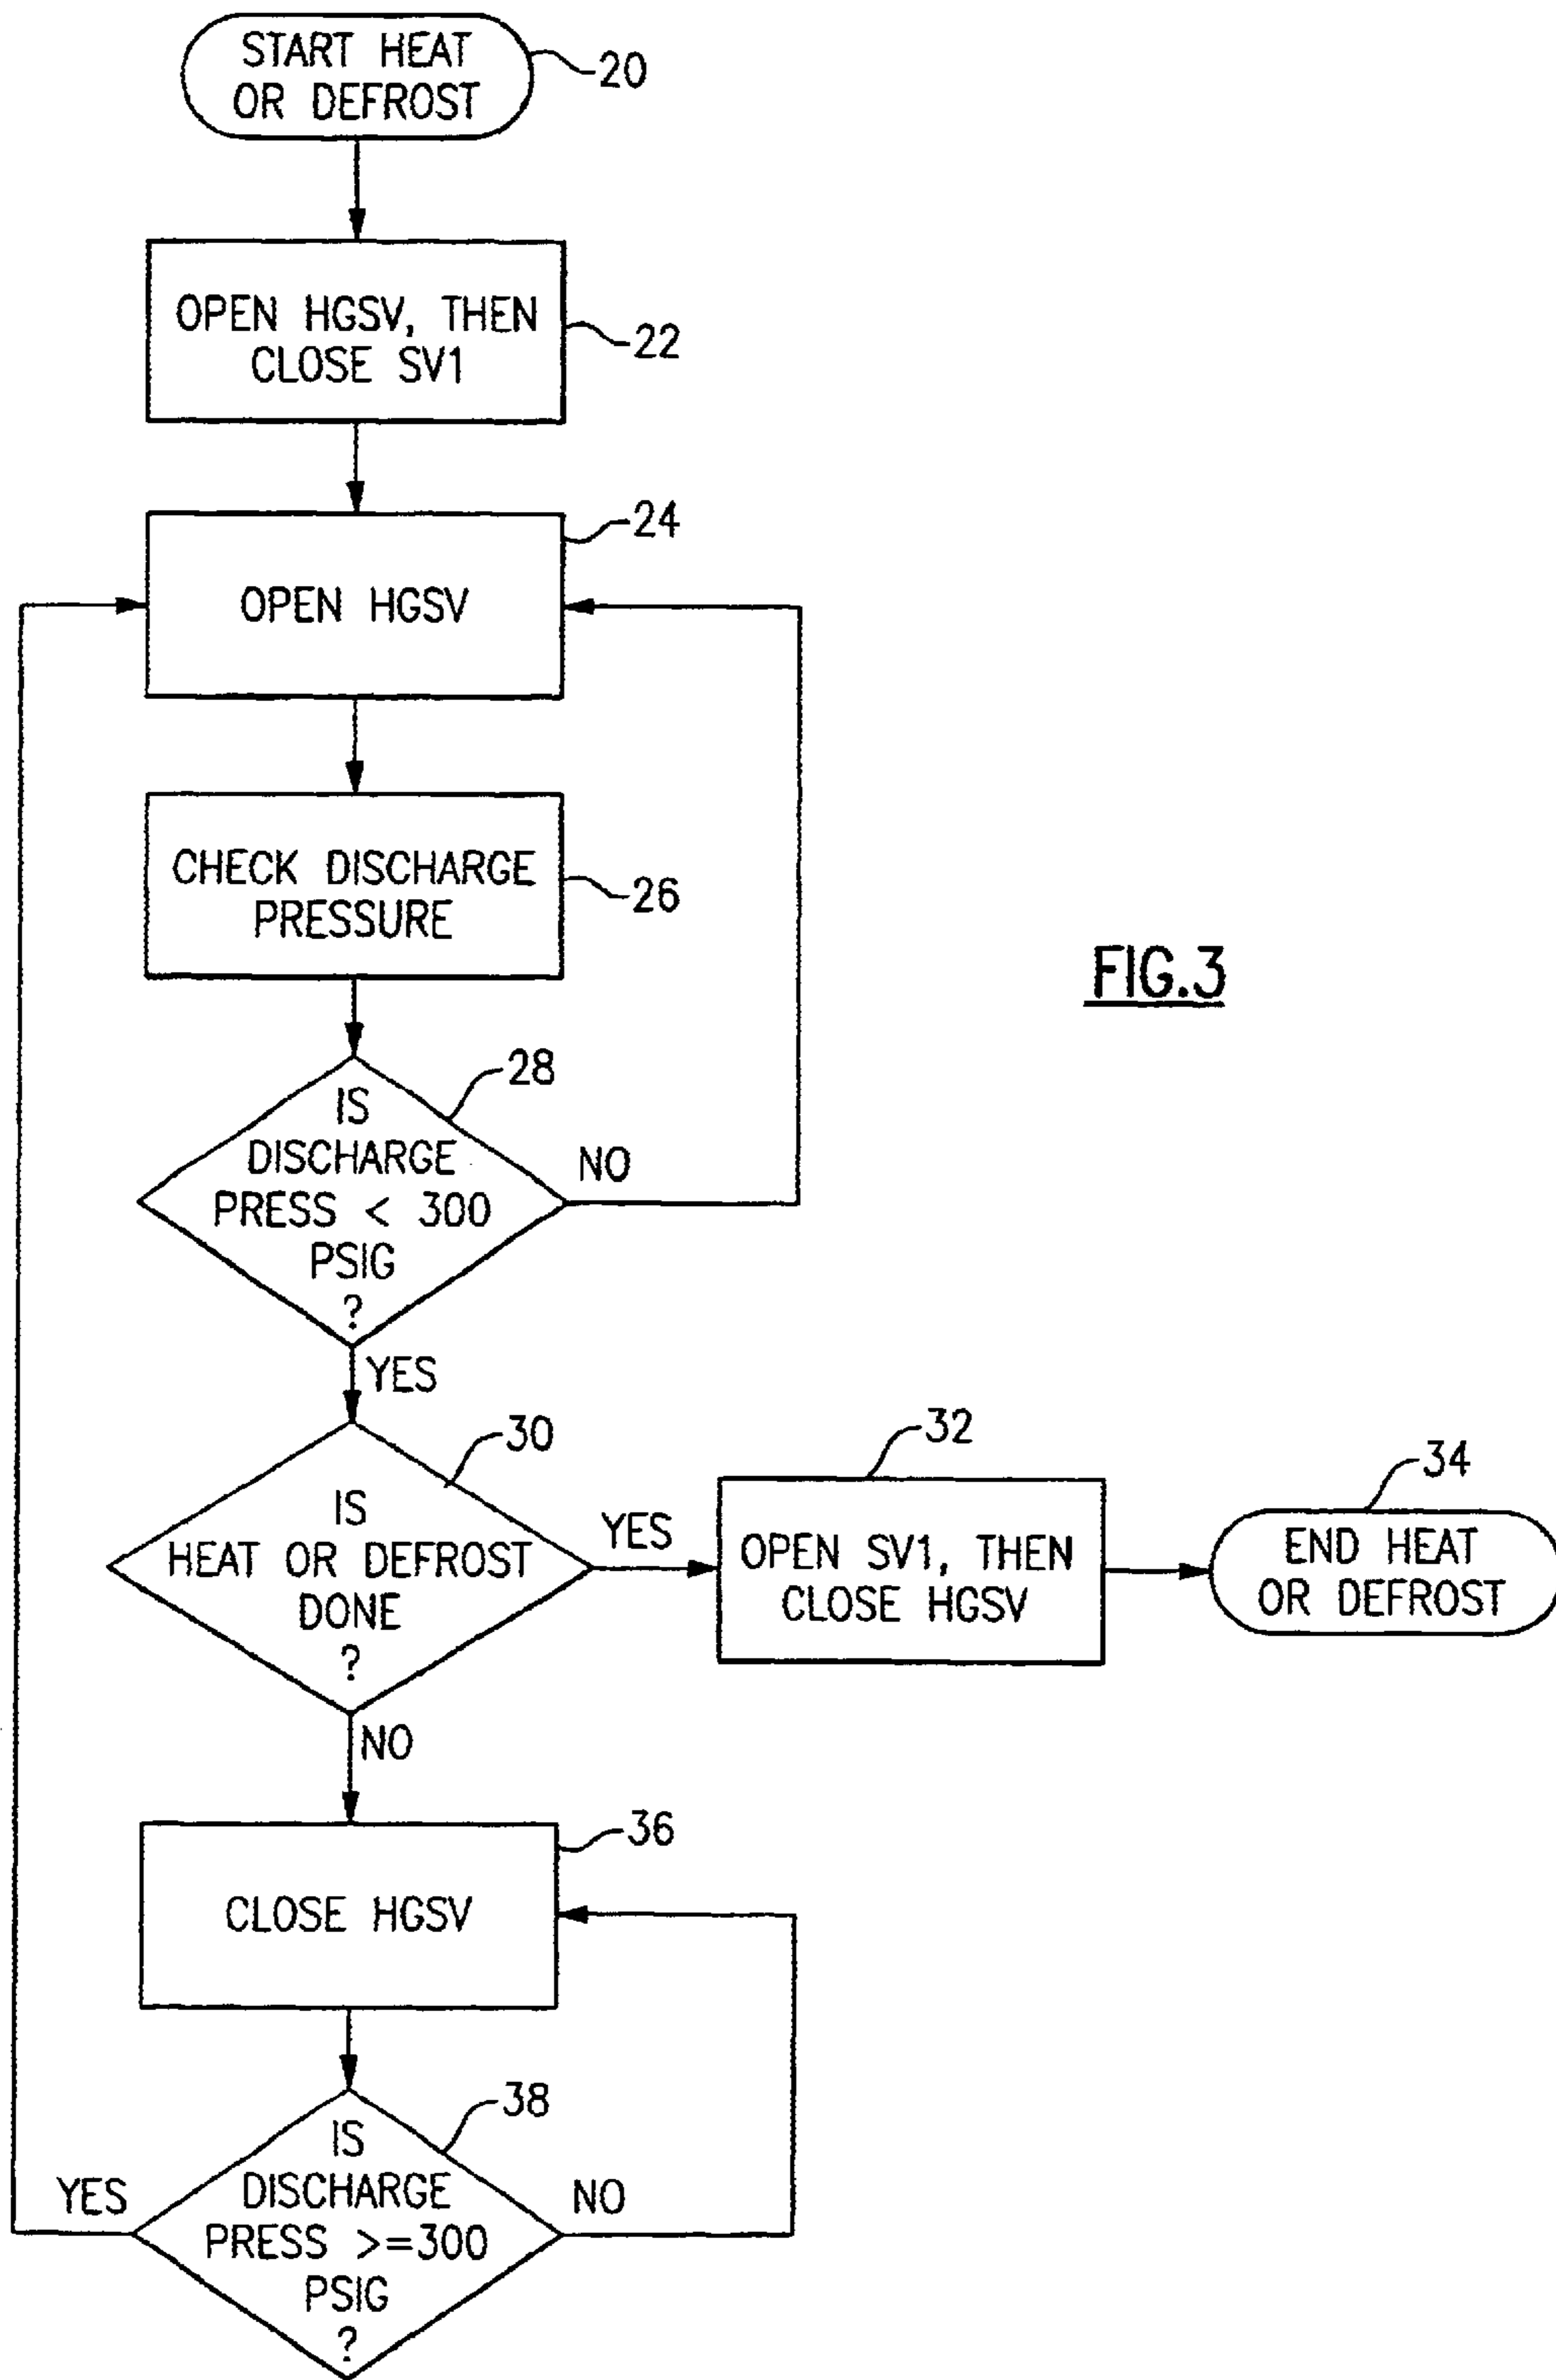 START HEAT
OR DEFROST
20
OPEN HGSV, THEN
CLOSE SV1
22
24
OPEN HGSV
CHECK DISCHARGE
PRESSURE
26
FIG.3
28
IS
DISCHARGE
PRESS < 300
PSIG
?
NO
YES
30
IS
HEAT OR DEFROST
DONE
?
YES
32
OPEN SV1, THEN
CLOSE HGSV
34
END HEAT
OR DEFROST
NO
36
CLOSE HGSV
38
IS
DISCHARGE
PRESS >=300
PSIG
?
YES
NO